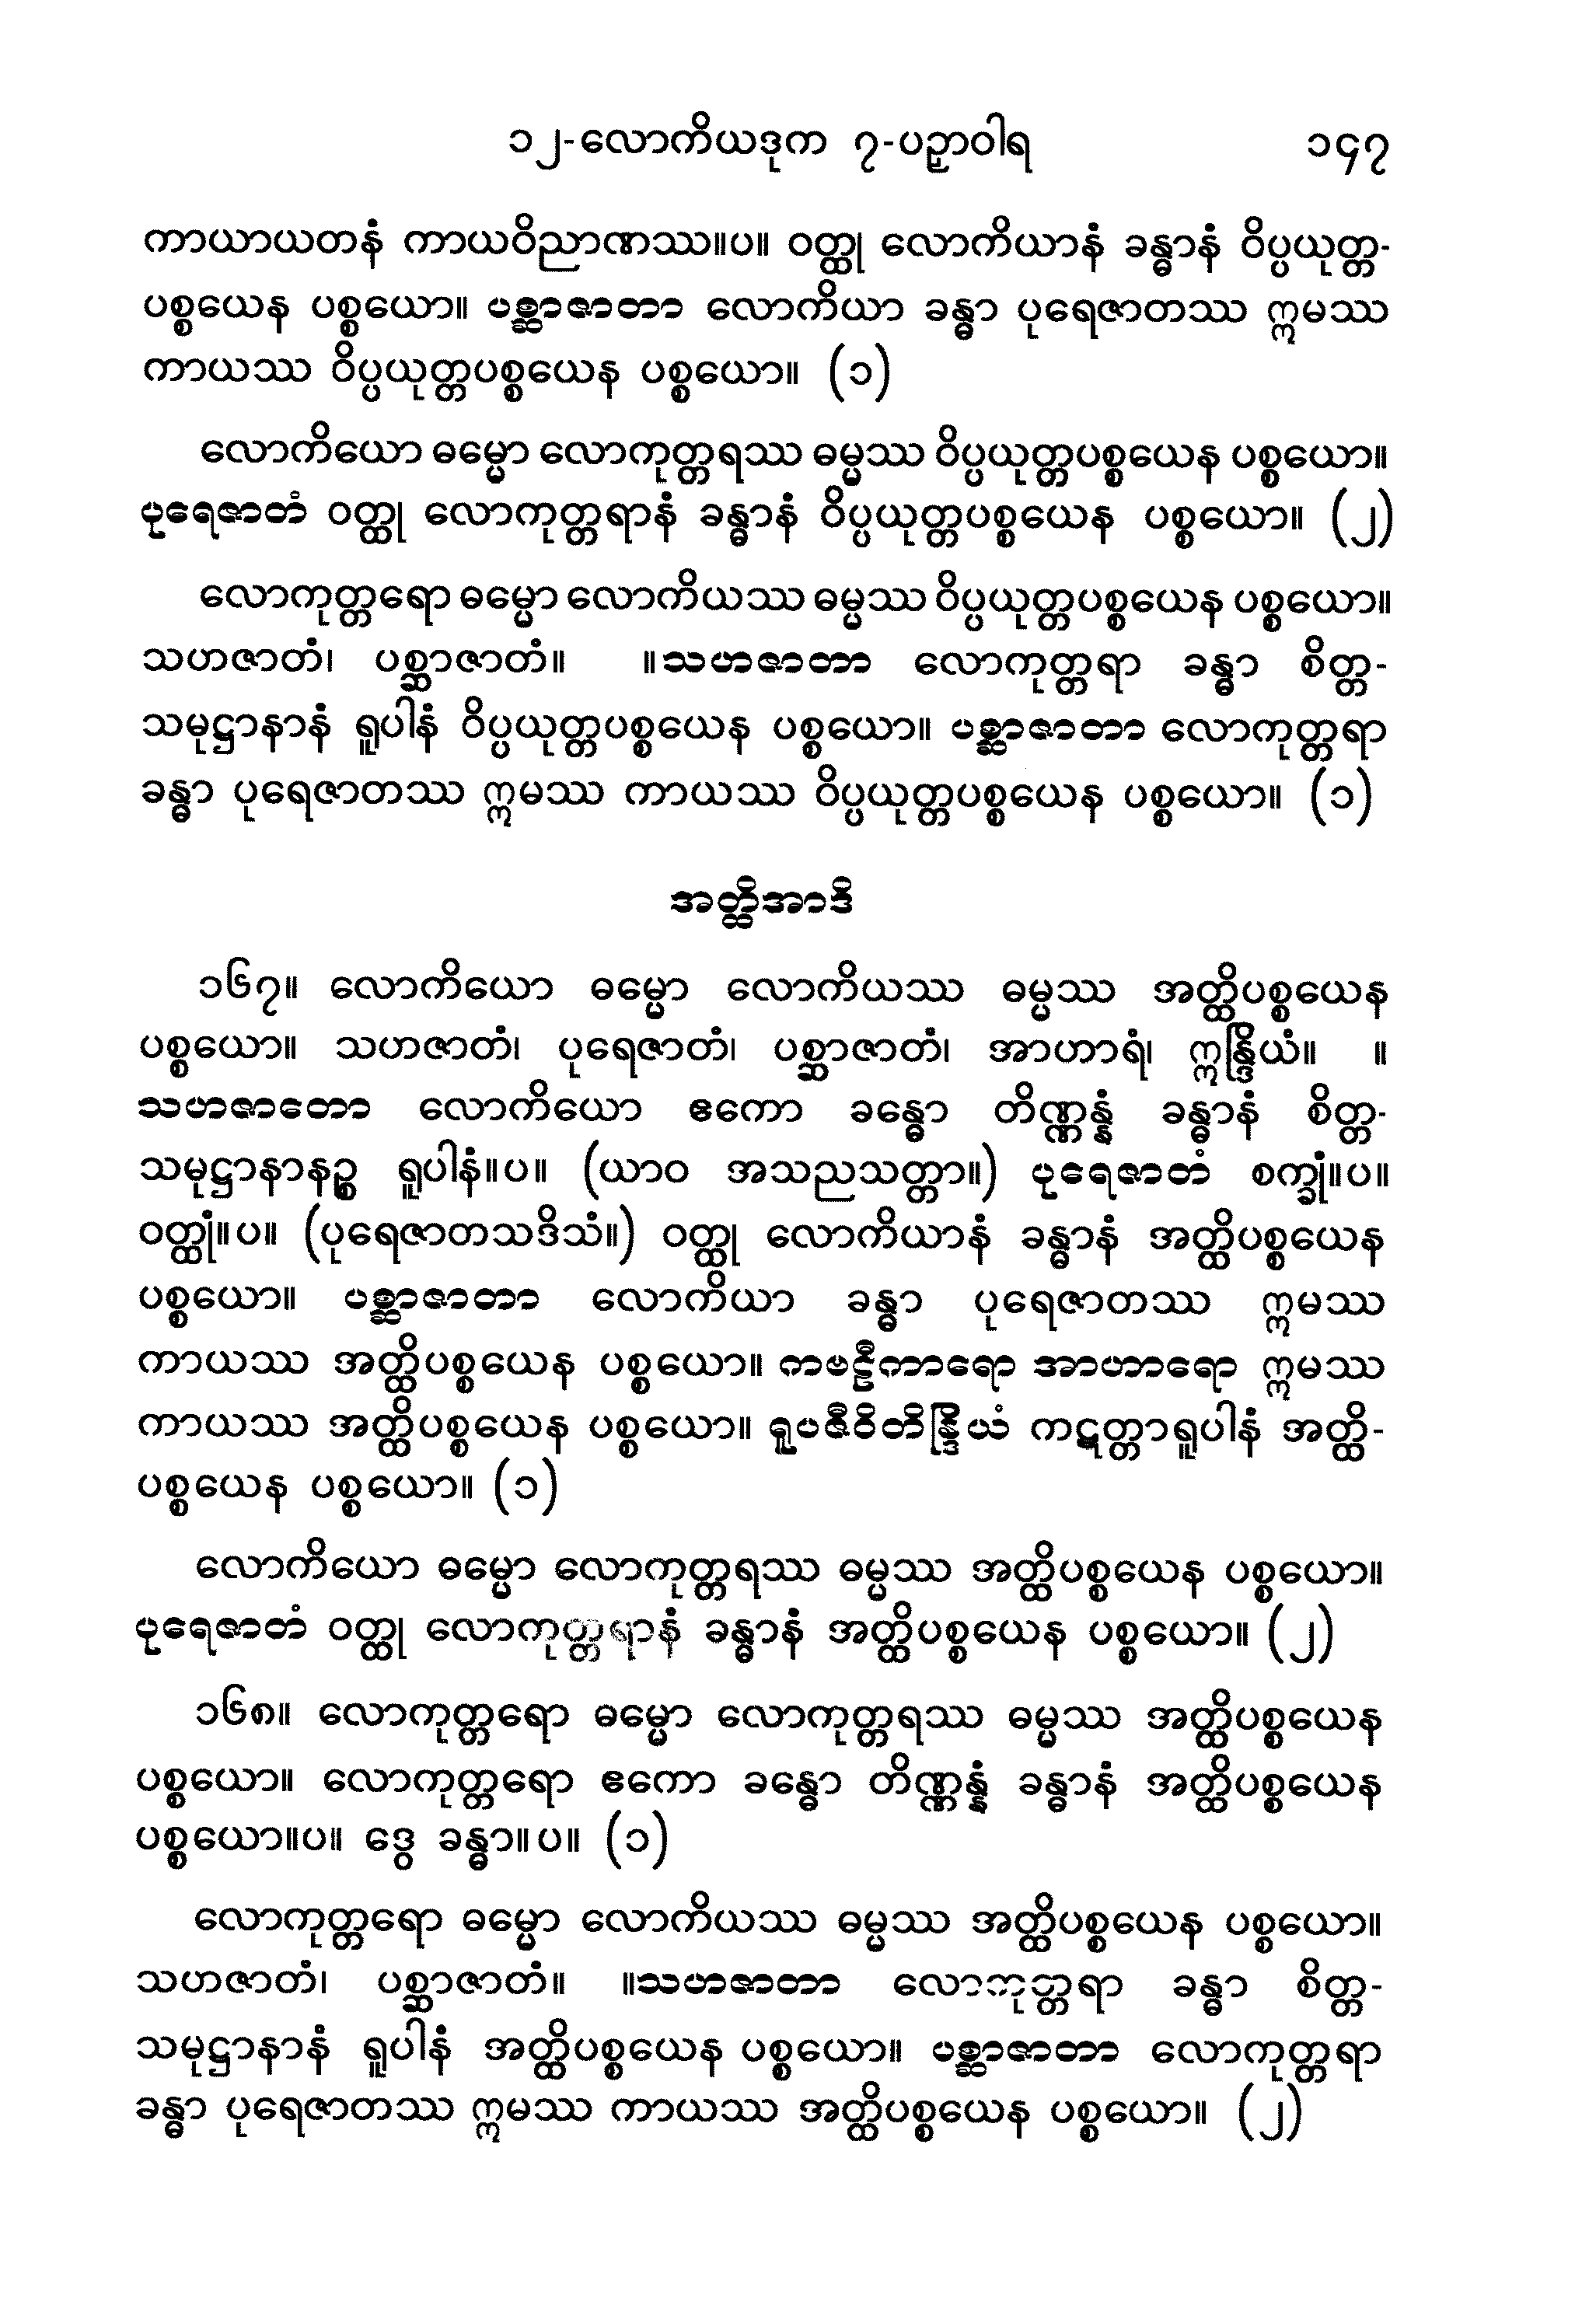 ၁၂-လောကိယဒုက ၇-ပဉှာဝါရ ၁၄၇
ကာယာယတနံ ကာယဝိညာဏဿ။ပ။ ဝတ္ထု လောကိယာနံ ခန္ဓာနံ ဝိပ္ပယုတ္တ-
ပစ္စယေန ပစ္စယော။ ပစ္ဆာဇာတာ လောကိယာ ခန္ဓာ ပုရေဇာတဿ ဣမဿ
ကာယဿ ဝိပ္ပယုတ္တပစ္စယေန ပစ္စယော။ (၁)
လောကိယော ဓမ္မော လောကုတ္တရဿ ဓမ္မဿ ဝိပ္ပယုတ္တပစ္စယေန ပစ္စယော။
ပုရေဇာတံ ဝတ္ထု လောကုတ္တရာနံ ခန္ဓာနံ ဝိပ္ပယုတ္တပစ္စယေန ပစ္စယော။ (၂)
လောကုတ္တရော ဓမ္မော လောကိယဿ ဓမ္မဿ ဝိပ္ပယုတ္တပစ္စယေန ပစ္စယော။
သဟဇာတံ၊ ပစ္ဆာဇာတံ။ ။သဟဇာတာ လောကုတ္တရာ ခန္ဓာ စိတ္တ-
သမုဋ္ဌာနာနံ ရူပါနံ ဝိပ္ပယုတ္တပစ္စယေန ပစ္စယော။ ပစ္ဆာဇာတာ လောကုတ္တရာ
ခန္ဓာ ပုရေဇာတဿ ဣမဿ ကာယဿ ဝိပ္ပယုတ္တပစ္စယေန ပစ္စယော။ (၁)
အတ္ထိအာဒိ
၁၆၇။ လောကိယော ဓမ္မော လောကိယဿ ဓမ္မဿ အတ္ထိပစ္စယေန
ပစ္စယော။ သဟဇာတံ၊ ပုရေဇာတံ၊ ပစ္ဆာဇာတံ၊ အာဟာရံ၊ ဣန္ဒြိယံ။ ။
သဟဇာတော လောကိယော ဧကော ခန္ဓော တိဏ္ဏန္နံ ခန္ဓာနံ စိတ္တ-
သမုဋ္ဌာနာနဉ္စ ရူပါနံ။ပ။ (ယာဝ အသညသတ္တာ။) ပုရေဇာတံ စက္ခုံ။ပ။
ဝတ္ထုံ။ပ။ (ပုရေဇာတသဒိသံ။) ဝတ္ထု လောကိယာနံ ခန္ဓာနံ အတ္ထိပစ္စယေန
ပစ္စယော။ ပစ္ဆာဇာတာ လောကိယာ ခန္ဓာ ပုရေဇာတဿ ဣမဿ
ကာယဿ အတ္ထိပစ္စယေန ပစ္စယော။ ကဗဠီကာရော အာဟာရော ဣမဿ
ကာယဿ အတ္ထိပစ္စယေန ပစ္စယော။ ရူပဇီဝိတိန္ဒြိယံ ကဋတ္တာရူပါနံ အတ္ထိ-
ပစ္စယေန ပစ္စယော။ (၁)
လောကိယော ဓမ္မော လောကုတ္တရဿ ဓမ္မဿ အတ္ထိပစ္စယေန ပစ္စယော။
ပုရေဇာတံ ဝတ္ထု လောကုတ္တရာနံ ခန္ဓာနံ အတ္ထိပစ္စယေန ပစ္စယော။ (၂)
၁၆၈။ လောကုတ္တရော ဓမ္မော လောကုတ္တရဿ ဓမ္မဿ အတ္ထိပစ္စယေန
ပစ္စယော။ လောကုတ္တရော ဧကော ခန္ဓော တိဏ္ဏန္နံ ခန္ဓာနံ အတ္ထိပစ္စယေန
ပစ္စယော။ပ။ ဒွေ ခန္ဓာ။ပ။ (၁)
လောကုတ္တရော ဓမ္မော လောကိယဿ ဓမ္မဿ အတ္ထိပစ္စယေန ပစ္စယော။
သဟဇာတံ၊ ပစ္ဆာဇာတံ။ ။သဟဇာတာ လောကုတ္တရာ ခန္ဓာ စိတ္တ-
သမုဋ္ဌာနာနံ ရူပါနံ အတ္ထိပစ္စယေန ပစ္စယော။ ပစ္ဆာဇာတာ လောကုတ္တရာ
ခန္ဓာ ပုရေဇာတဿ ဣမဿ ကာယဿ အတ္ထိပစ္စယေန ပစ္စယော။ (၂)